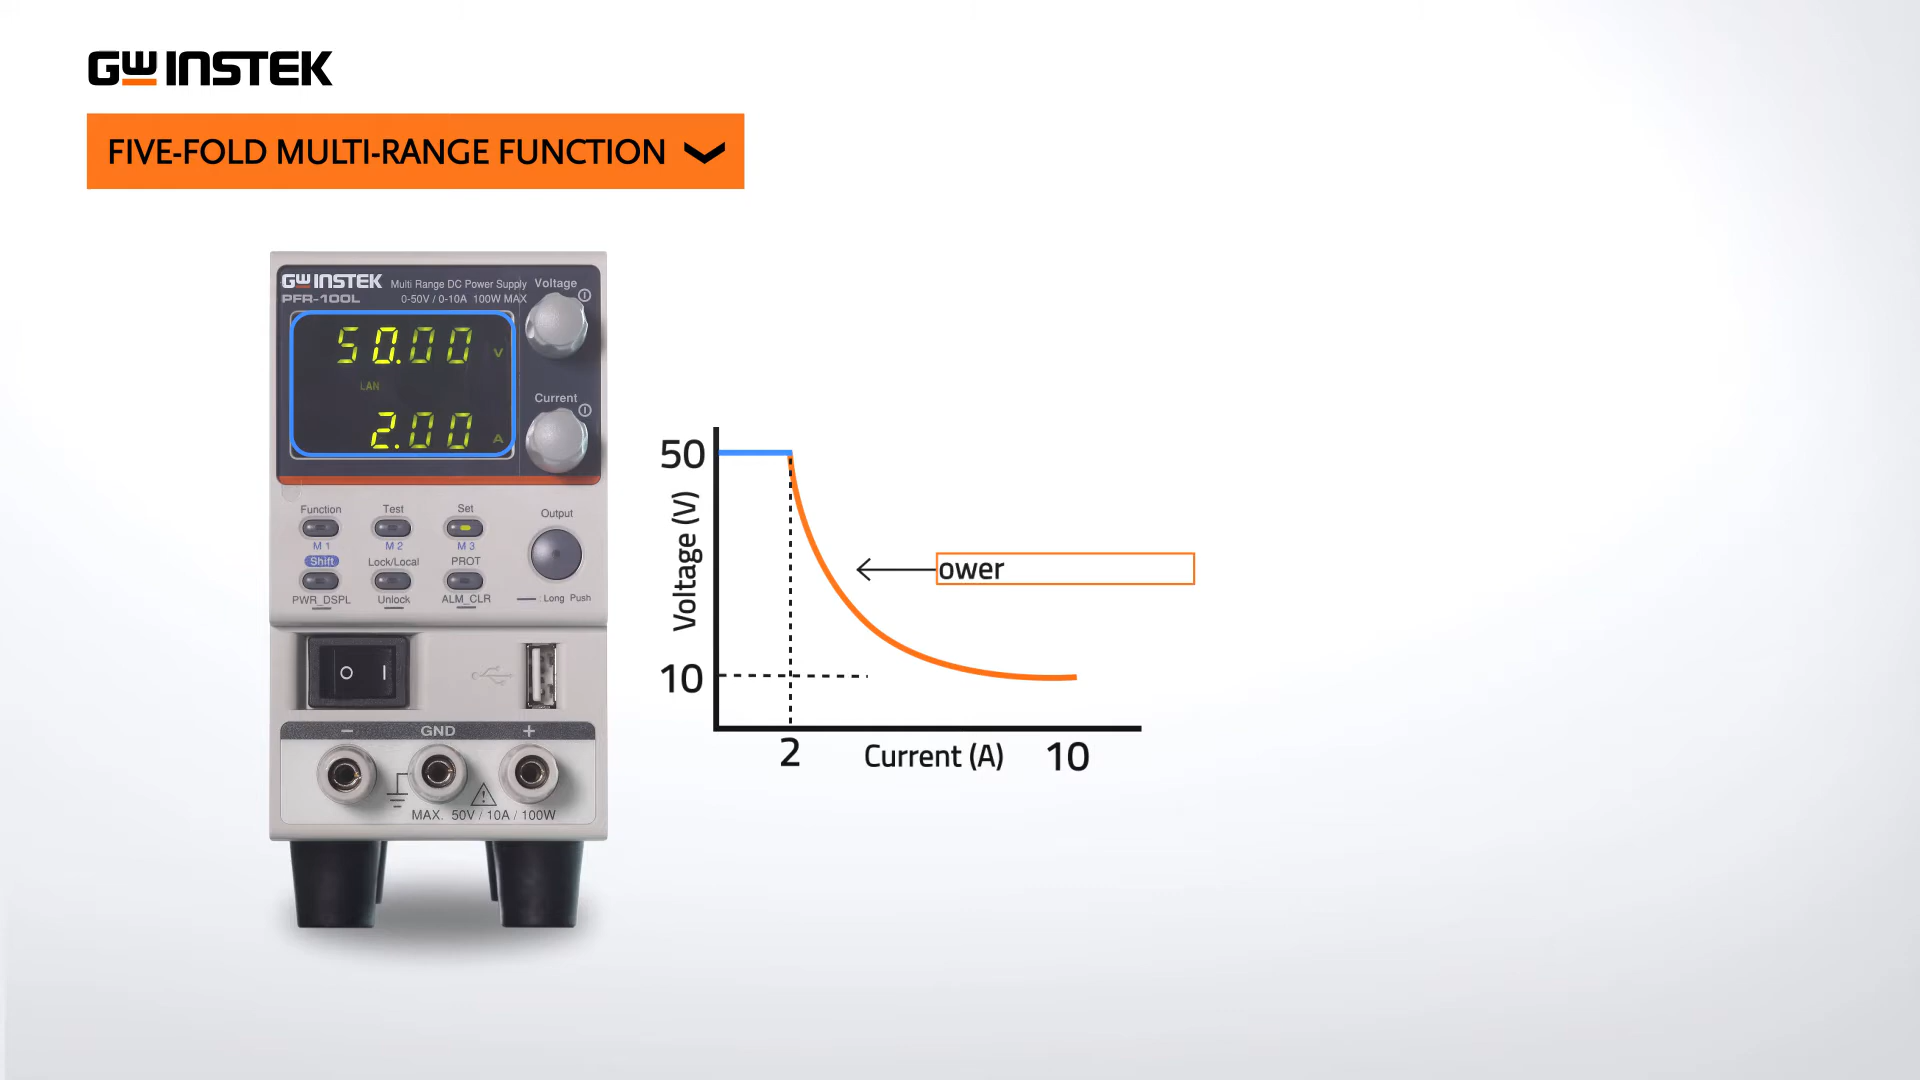 GW INSTEK
FIVE-FOLD MULTI-RANGE FUNCTION
GW INSTEK
Multi Range DC Power Supply
PFR-100L
0-50V / 0-10A 100W MAX
Voltage
50.00 V
LAN
Current
2.00 A
Function
Test
Set
Output
M 1
M 2
M 3
Shift
Lock/Local
PROT
PWR_DSPL
Unlock
ALM_CLR
: Long Push
O I
− GND +
MAX. 50V / 10A / 100W
50
Voltage (V)
10
2
Current (A)
10
ower